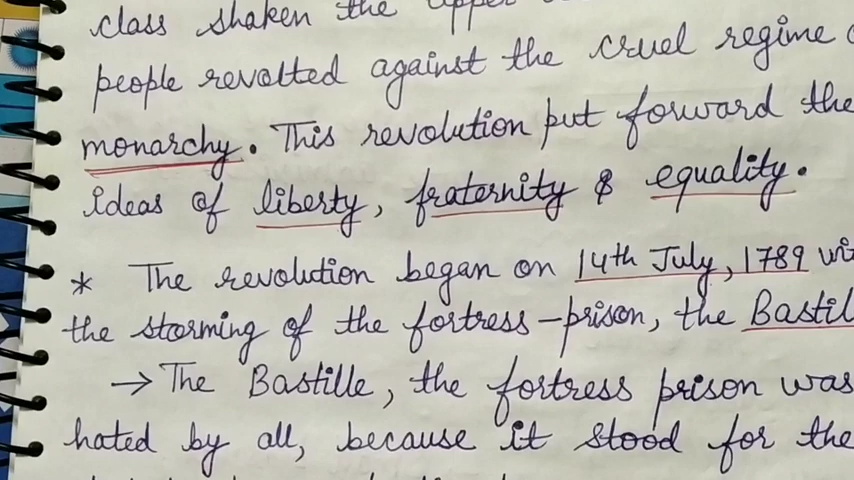 class shaken the upper
people revolted against the cruel regime
monarchy. This revolution put forward the
ideas of liberty, fraternity & equality.
* The revolution began on 14th July, 1789
the storming of the fortress-prison, the Bastil
→ The Bastille, the fortress prison was
hated by all, because it stood for the